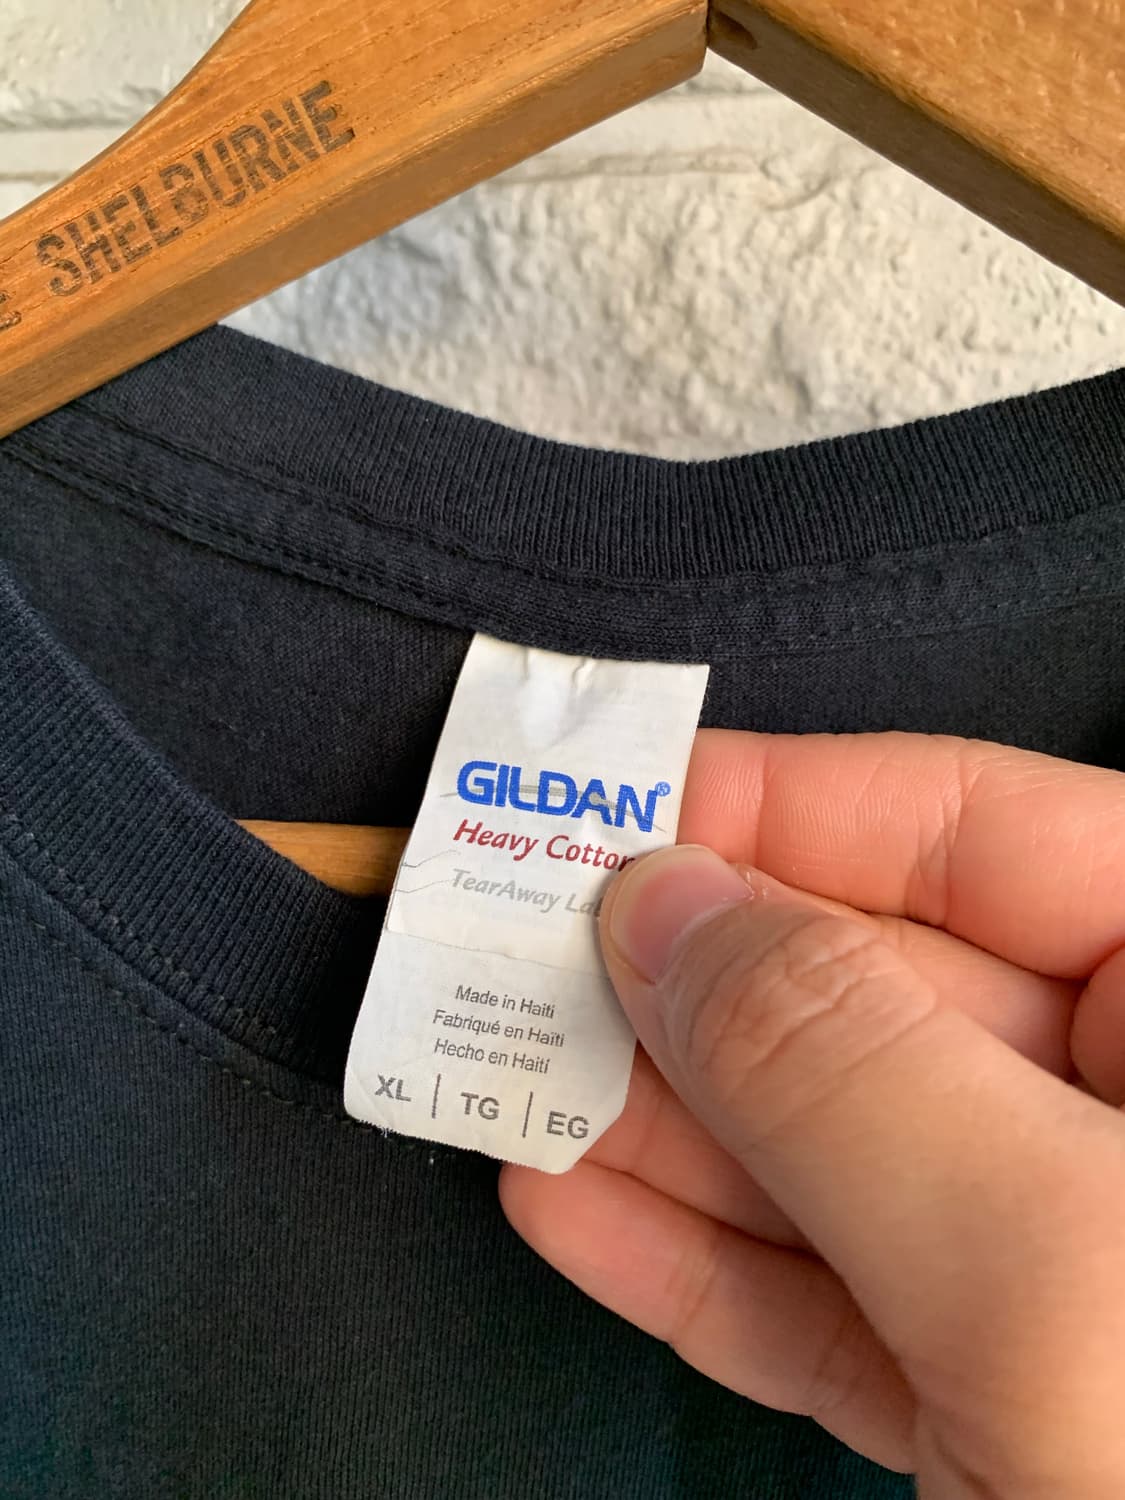 SHELBURNE
GILDAN®
Heavy Cotton
TearAway
Made in Haiti
Fabriqué en Haïti
Hecho en Haití
XL | TG | EG